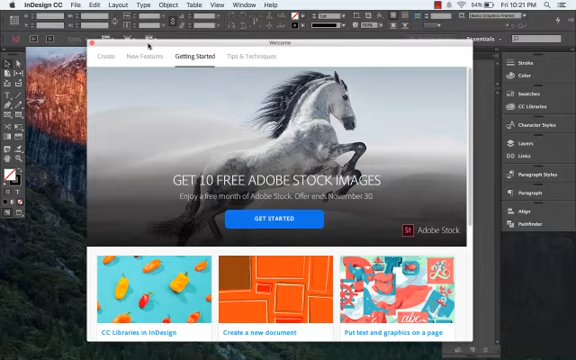 InDesign CC File Edit Layout Type Object Table View Window Help
54% Fri 10:21 PM
Essentials
Welcome
Create New Features Getting Started Tips & Techniques
GET 10 FREE ADOBE STOCK IMAGES
Enjoy a free month of Adobe Stock. Offer ends November 30.
GET STARTED
St Adobe Stock
CC Libraries in InDesign
Create a new document
Put text and graphics on a page
Stroke
Color
Swatches
CC Libraries
Character Styles
Layers
Links
Paragraph Styles
Paragraph
Align
Pathfinder